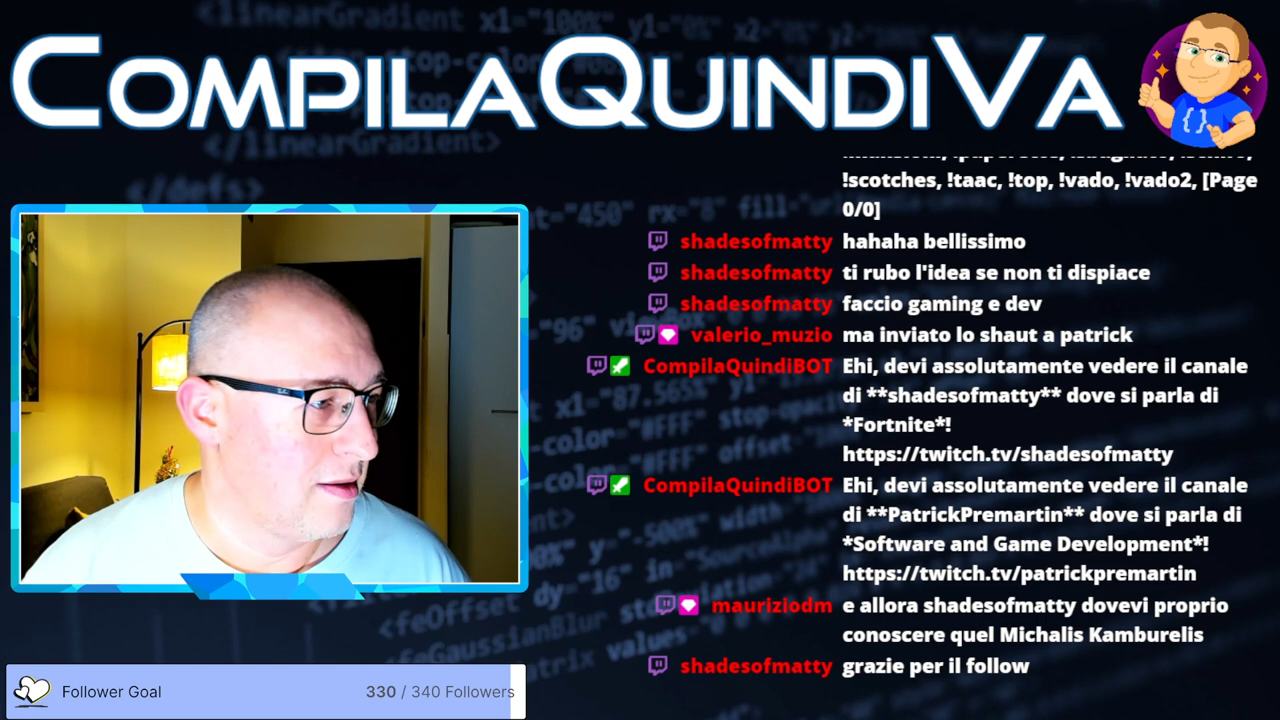 CompilaQuindiVa
!scotches, !taac, !top, !vado, !vado2, [Page
0/0]
shadesofmatty hahaha bellissimo
shadesofmatty ti rubo l'idea se non ti dispiace
shadesofmatty faccio gaming e dev
valerio_muzio ma inviato lo shaut a patrick
CompilaQuindiBOT Ehi, devi assolutamente vedere il canale
di **shadesofmatty** dove si parla di
*Fortnite*!
https://twitch.tv/shadesofmatty
CompilaQuindiBOT Ehi, devi assolutamente vedere il canale
di **PatrickPremartin** dove si parla di
*Software and Game Development*!
https://twitch.tv/patrickpremartin
mauriziodm e allora shadesofmatty dovevi proprio
conoscere quel Michalis Kamburelis
shadesofmatty grazie per il follow
Follower Goal 330 / 340 Followers